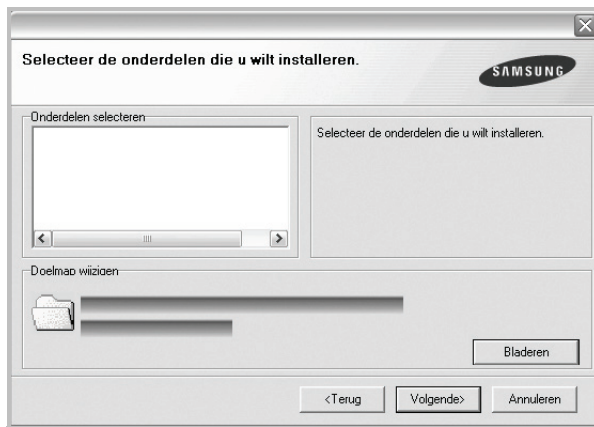 Selecteer de onderdelen die u wilt installeren.
SAMSUNG
Onderdelen selecteren
Selecteer de onderdelen die u wilt installeren.
Doelmap wijzigen
Bladeren
<Terug
Volgende>
Annuleren